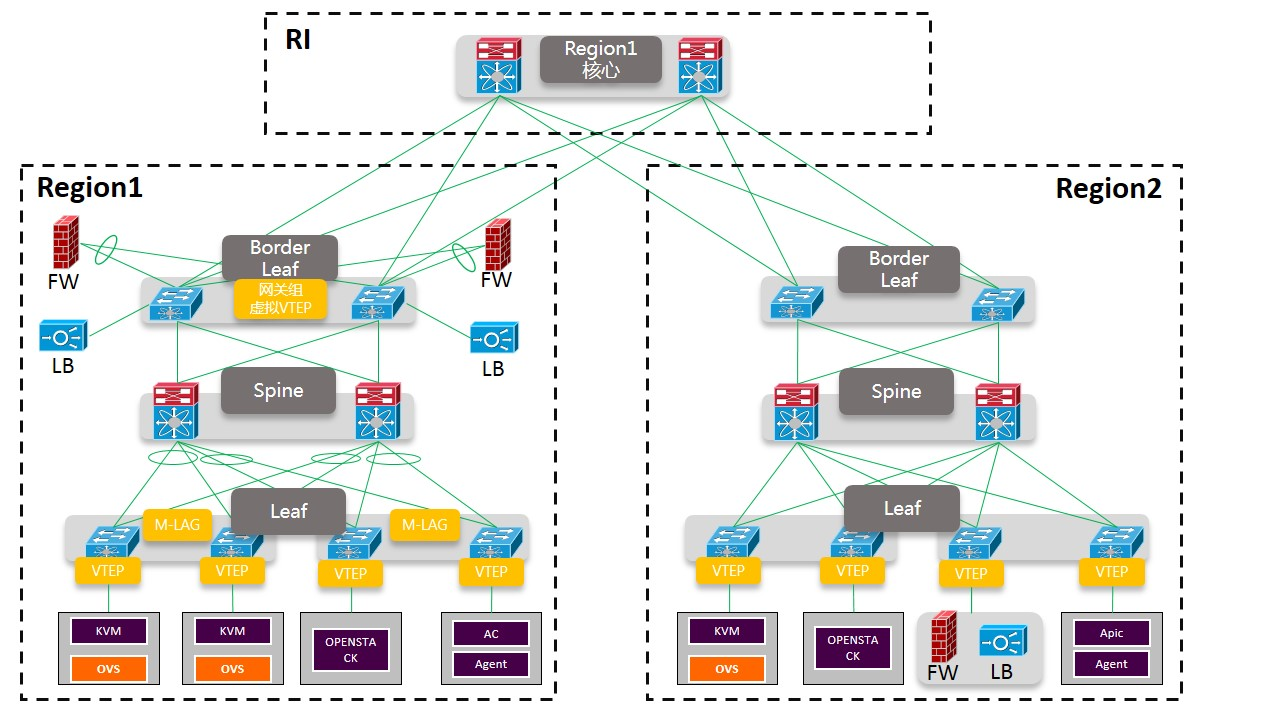 RI
Region1
核心
Region1
FW
Border
Leaf
网关组
虚拟VTEP
FW
LB
LB
Spine
Leaf
M-LAG
M-LAG
VTEP
VTEP
VTEP
VTEP
KVM
OVS
KVM
OVS
OPENSTA
CK
AC
Agent
Region2
Border
Leaf
Spine
Leaf
VTEP
VTEP
VTEP
VTEP
KVM
OVS
OPENSTA
CK
FW
LB
Apic
Agent